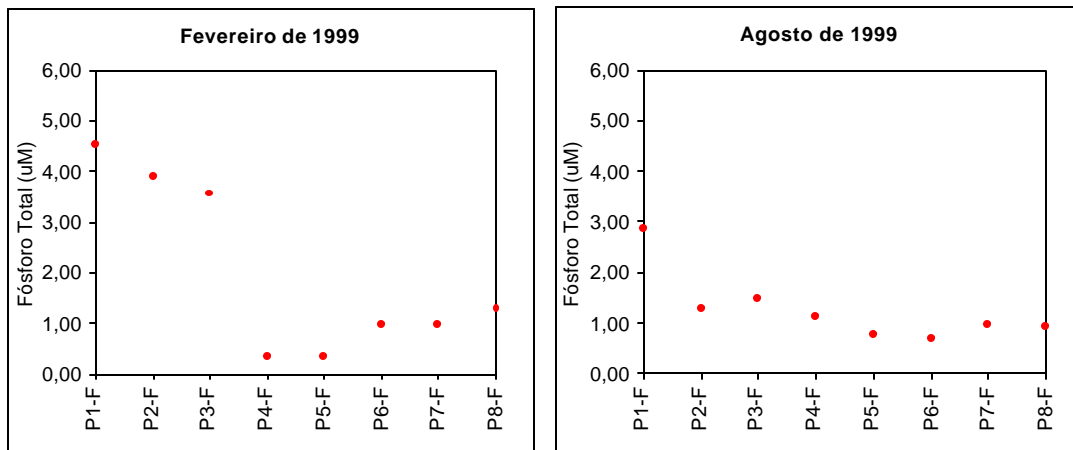 Fevereiro de 1999
Fósforo Total (uM)
6,00
5,00
4,00
3,00
2,00
1,00
0,00
P1-F
P2-F
P3-F
P4-F
P5-F
P6-F
P7-F
P8-F
Agosto de 1999
Fósforo Total (uM)
6,00
5,00
4,00
3,00
2,00
1,00
0,00
P1-F
P2-F
P3-F
P4-F
P5-F
P6-F
P7-F
P8-F